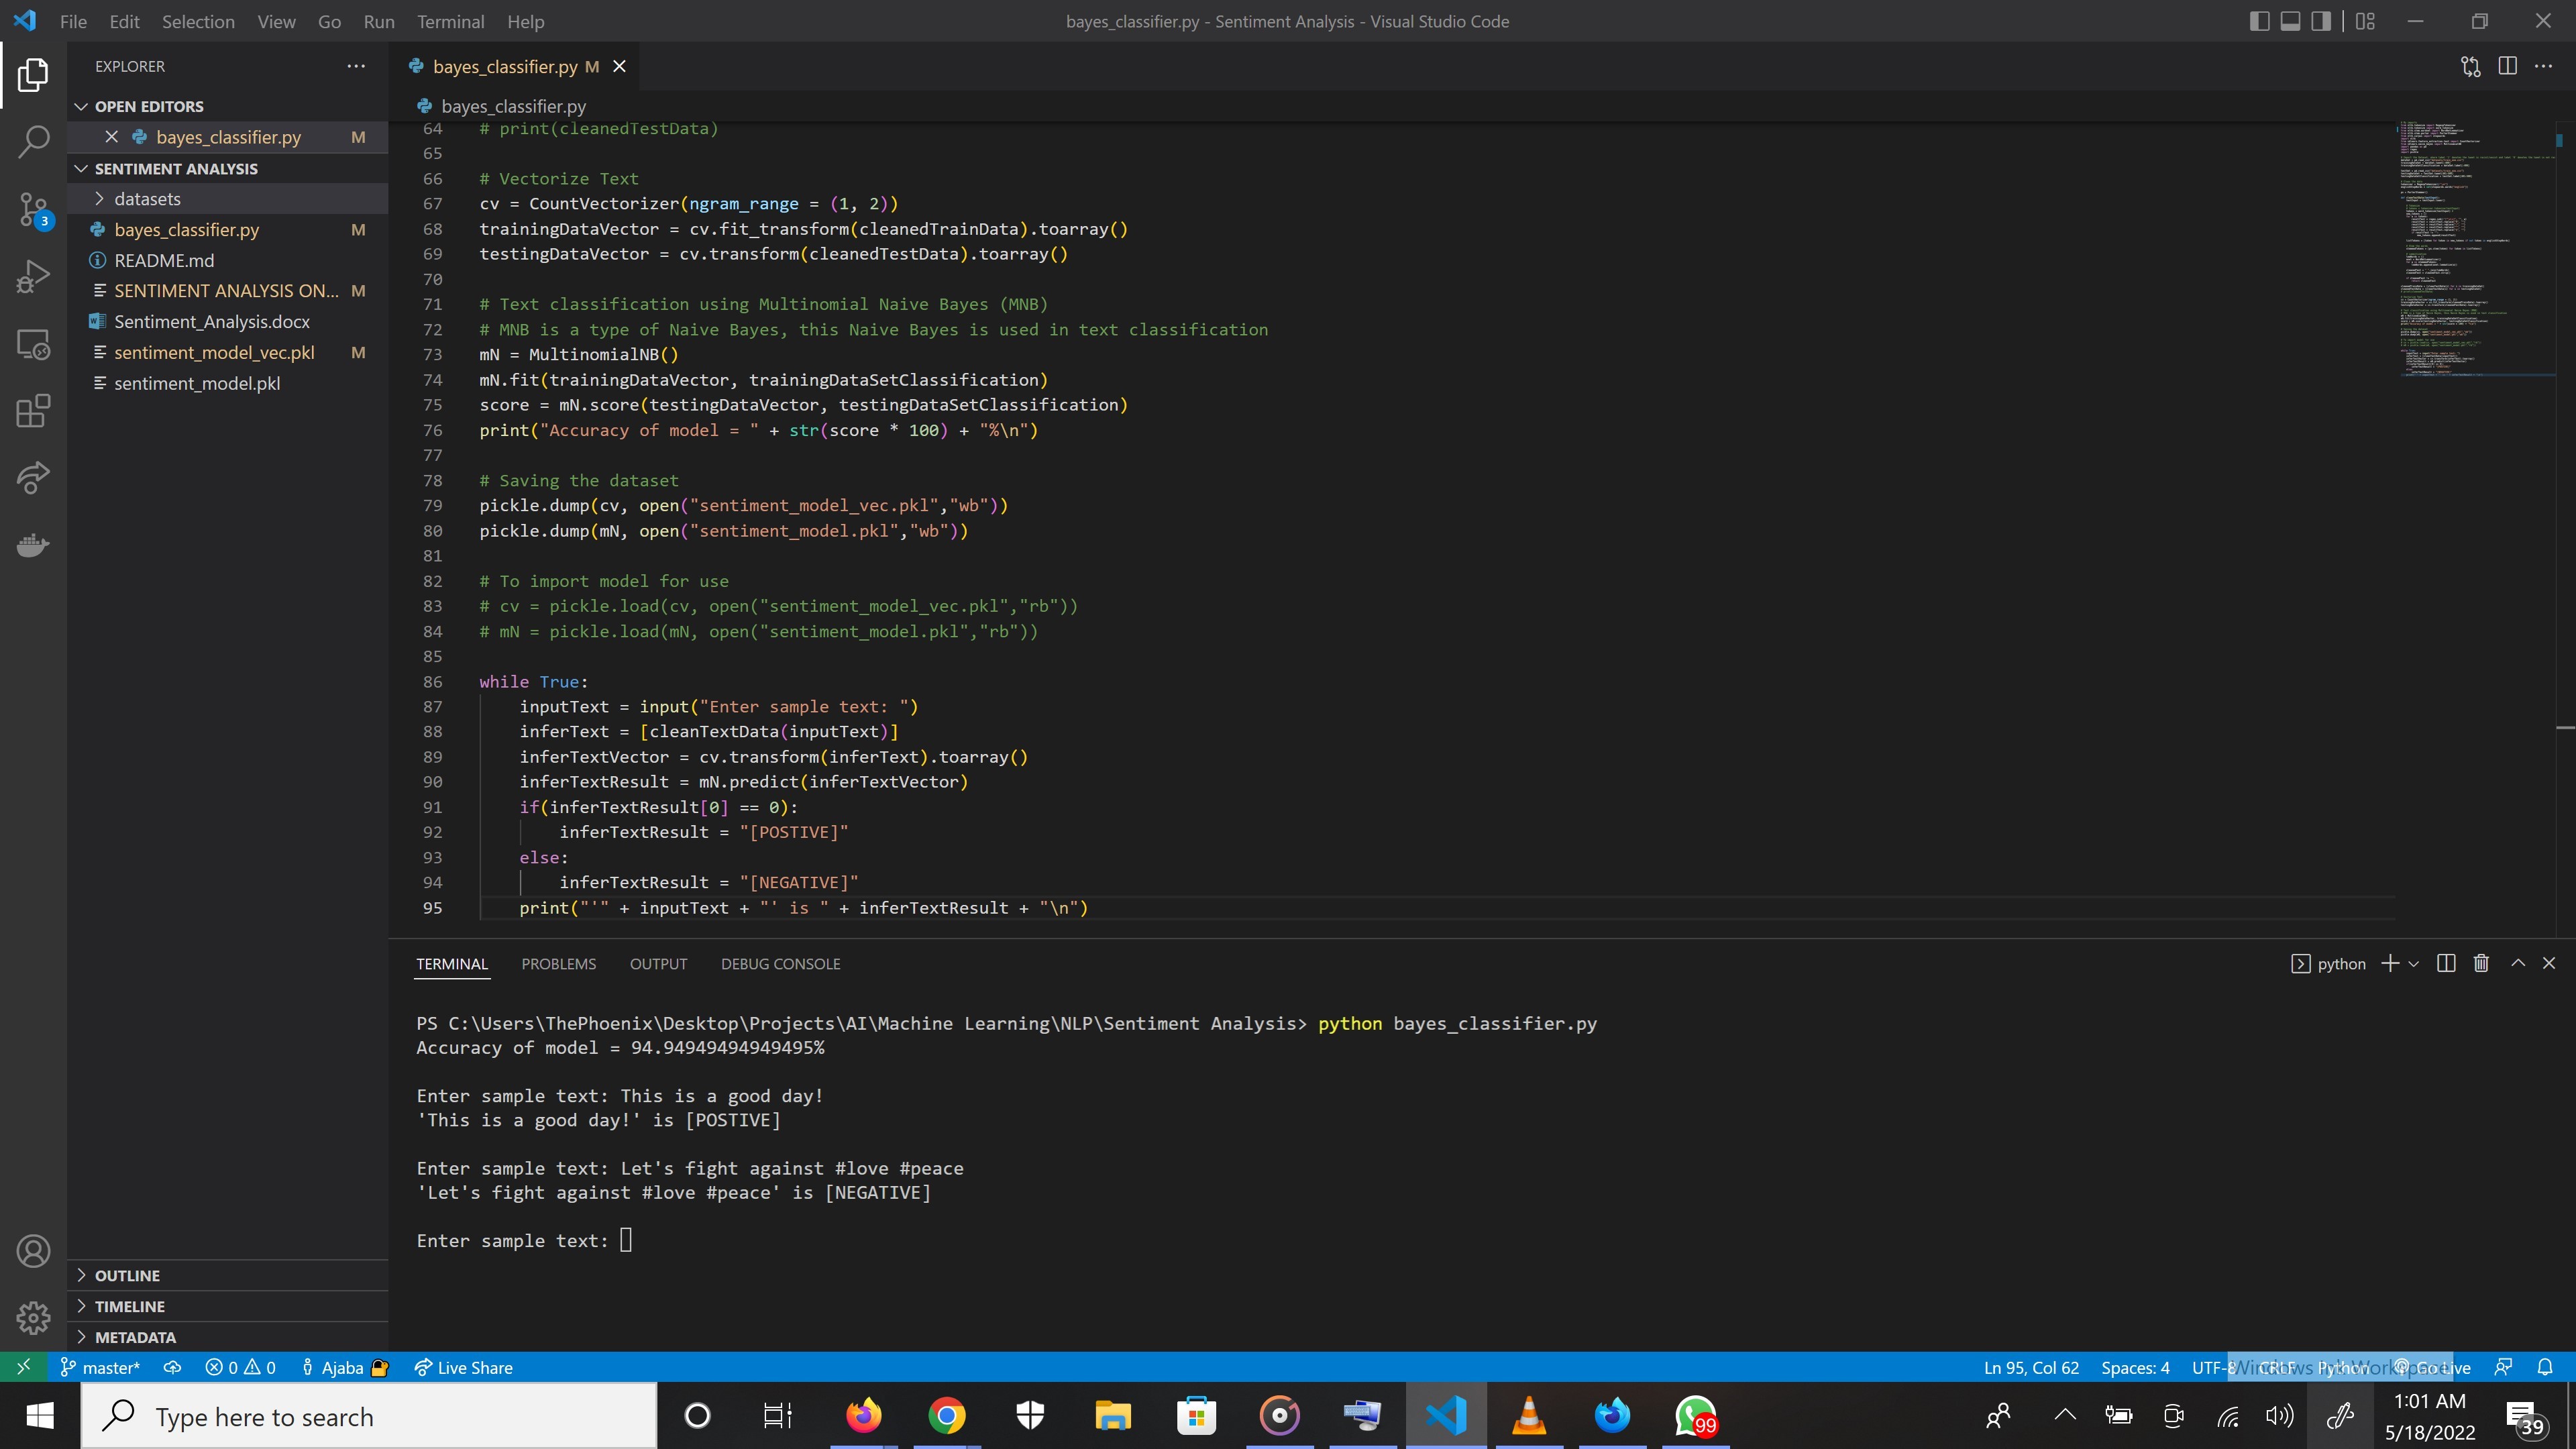 File Edit Selection View Go Run Terminal Help
bayes_classifier.py - Sentiment Analysis - Visual Studio Code
EXPLORER
OPEN EDITORS
bayes_classifier.py M
SENTIMENT ANALYSIS
datasets
bayes_classifier.py M
README.md
SENTIMENT ANALYSIS ON... M
Sentiment_Analysis.docx
sentiment_model_vec.pkl M
sentiment_model.pkl
3
OUTLINE
TIMELINE
METADATA
bayes_classifier.py M
bayes_classifier.py
64 # print(cleanedTestData)
65
66 # Vectorize Text
67 cv = CountVectorizer(ngram_range = (1, 2))
68 trainingDataVector = cv.fit_transform(cleanedTrainData).toarray()
69 testingDataVector = cv.transform(cleanedTestData).toarray()
70
71 # Text classification using Multinomial Naive Bayes (MNB)
72 # MNB is a type of Naive Bayes, this Naive Bayes is used in text classification
73 mN = MultinomialNB()
74 mN.fit(trainingDataVector, trainingDataSetClassification)
75 score = mN.score(testingDataVector, testingDataSetClassification)
76 print("Accuracy of model = " + str(score * 100) + "%\n")
77
78 # Saving the dataset
79 pickle.dump(cv, open("sentiment_model_vec.pkl","wb"))
80 pickle.dump(mN, open("sentiment_model.pkl","wb"))
81
82 # To import model for use
83 # cv = pickle.load(cv, open("sentiment_model_vec.pkl","rb"))
84 # mN = pickle.load(mN, open("sentiment_model.pkl","rb"))
85
86 while True:
87 inputText = input("Enter sample text: ")
88 inferText = [cleanTextData(inputText)]
89 inferTextVector = cv.transform(inferText).toarray()
90 inferTextResult = mN.predict(inferTextVector)
91 if(inferTextResult[0] == 0):
92 inferTextResult = "[POSTIVE]"
93 else:
94 inferTextResult = "[NEGATIVE]"
95 print("'" + inputText + "' is " + inferTextResult + "\n")
TERMINAL PROBLEMS OUTPUT DEBUG CONSOLE
python
PS C:\Users\ThePhoenix\Desktop\Projects\AI\Machine Learning\NLP\Sentiment Analysis> python bayes_classifier.py
Accuracy of model = 94.94949494949495%
Enter sample text: This is a good day!
'This is a good day!' is [POSTIVE]
Enter sample text: Let's fight against #love #peace
'Let's fight against #love #peace' is [NEGATIVE]
Enter sample text:
master* 0 0 Ajaba Live Share
Ln 95, Col 62 Spaces: 4 UTF-8 CRLF Python Go Live
Windows Ink Workspace
Type here to search
99
1:01 AM
5/18/2022
39